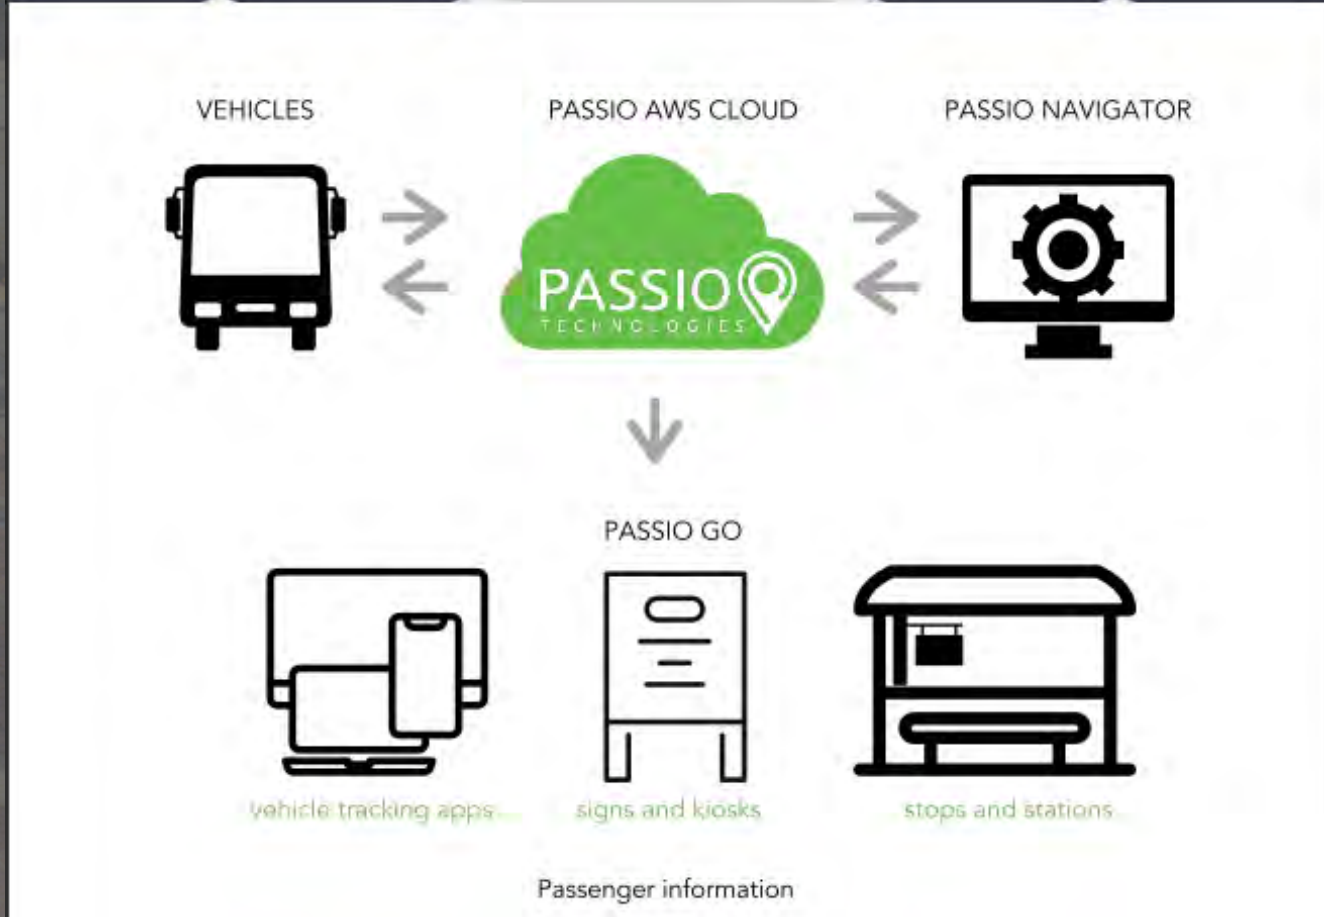 VEHICLES
PASSIO AWS CLOUD
PASSIO NAVIGATOR
PASSIO
TECHNOLOGIES
PASSIO GO
vehicle tracking apps
signs and kiosks
stops and stations
Passenger information